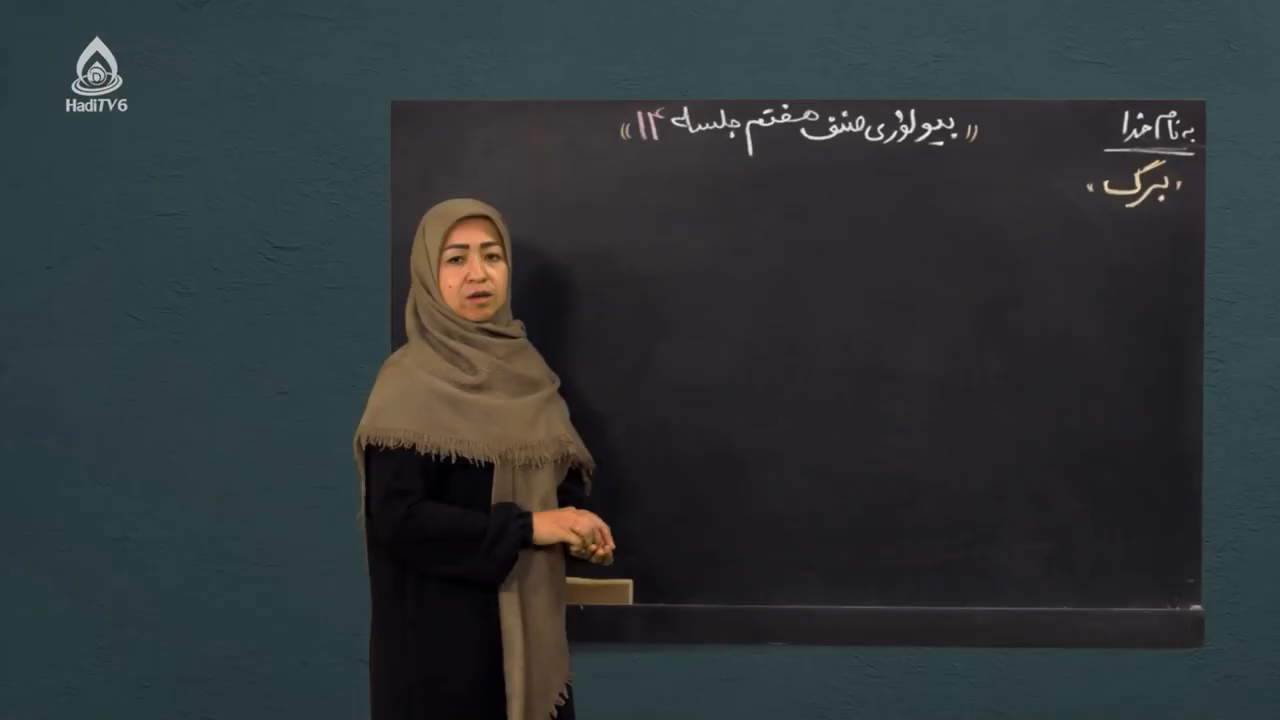 HadiTV6
به نام خدا
«بیولوژی صنف هفتم جلسه ۱۴»
«برگ»